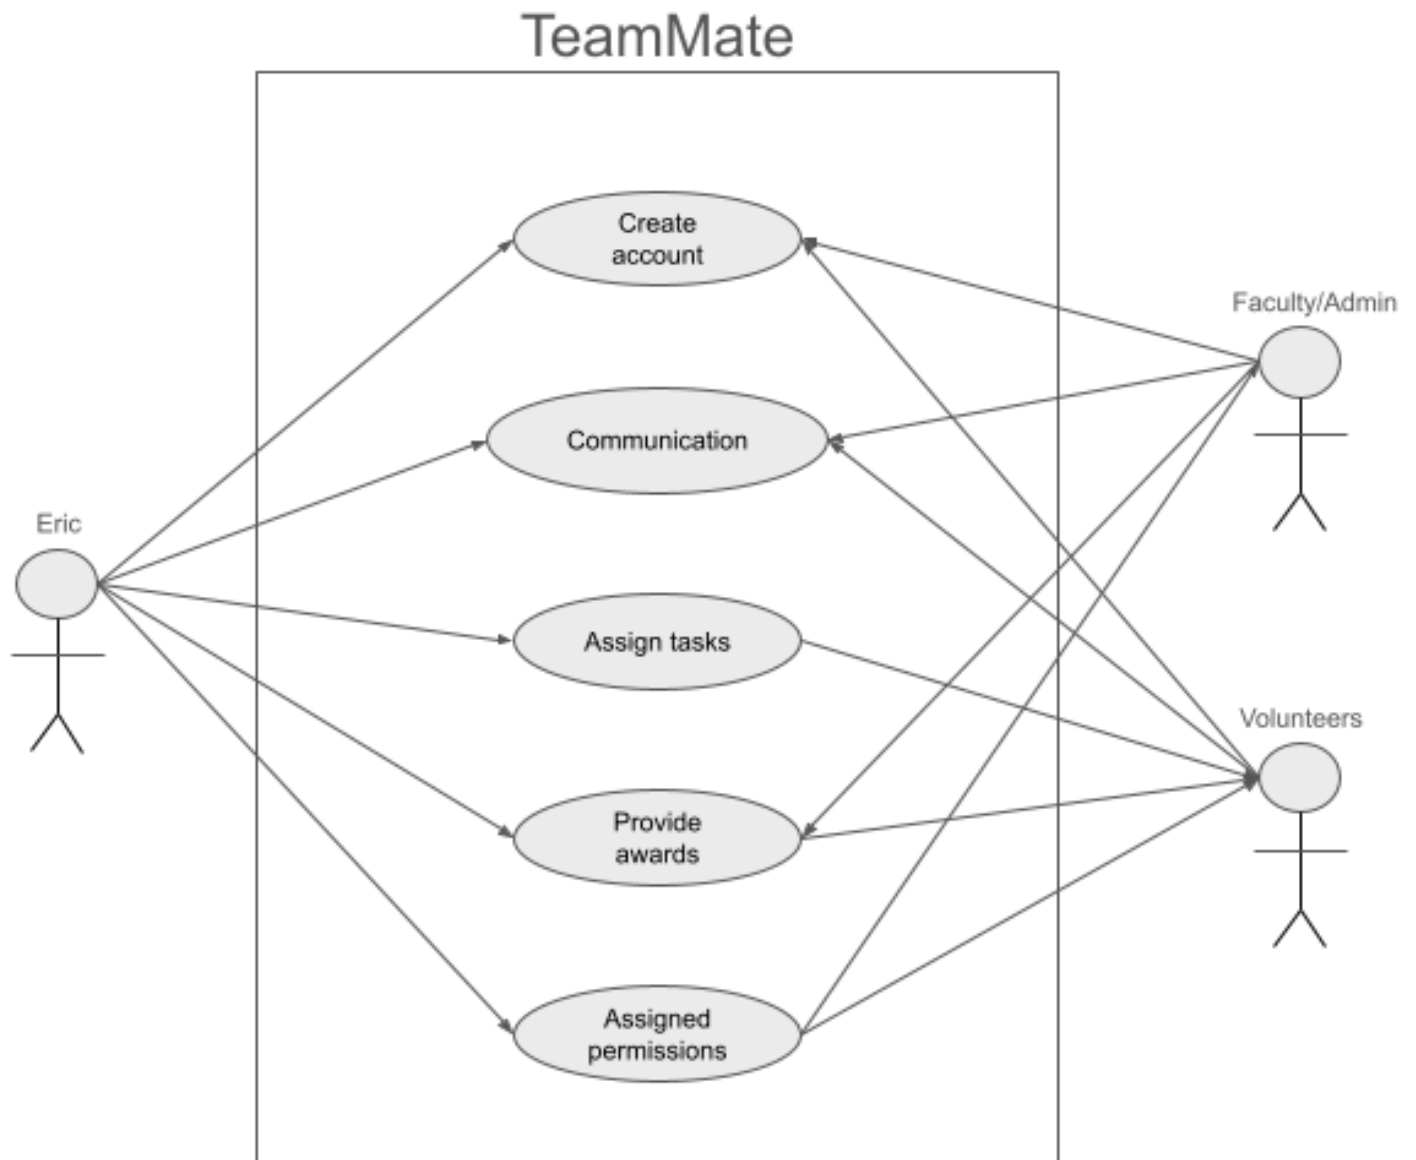 TeamMate
Create
account
Faculty/Admin
Communication
Eric
Assign tasks
Volunteers
Provide
awards
Assigned
permissions